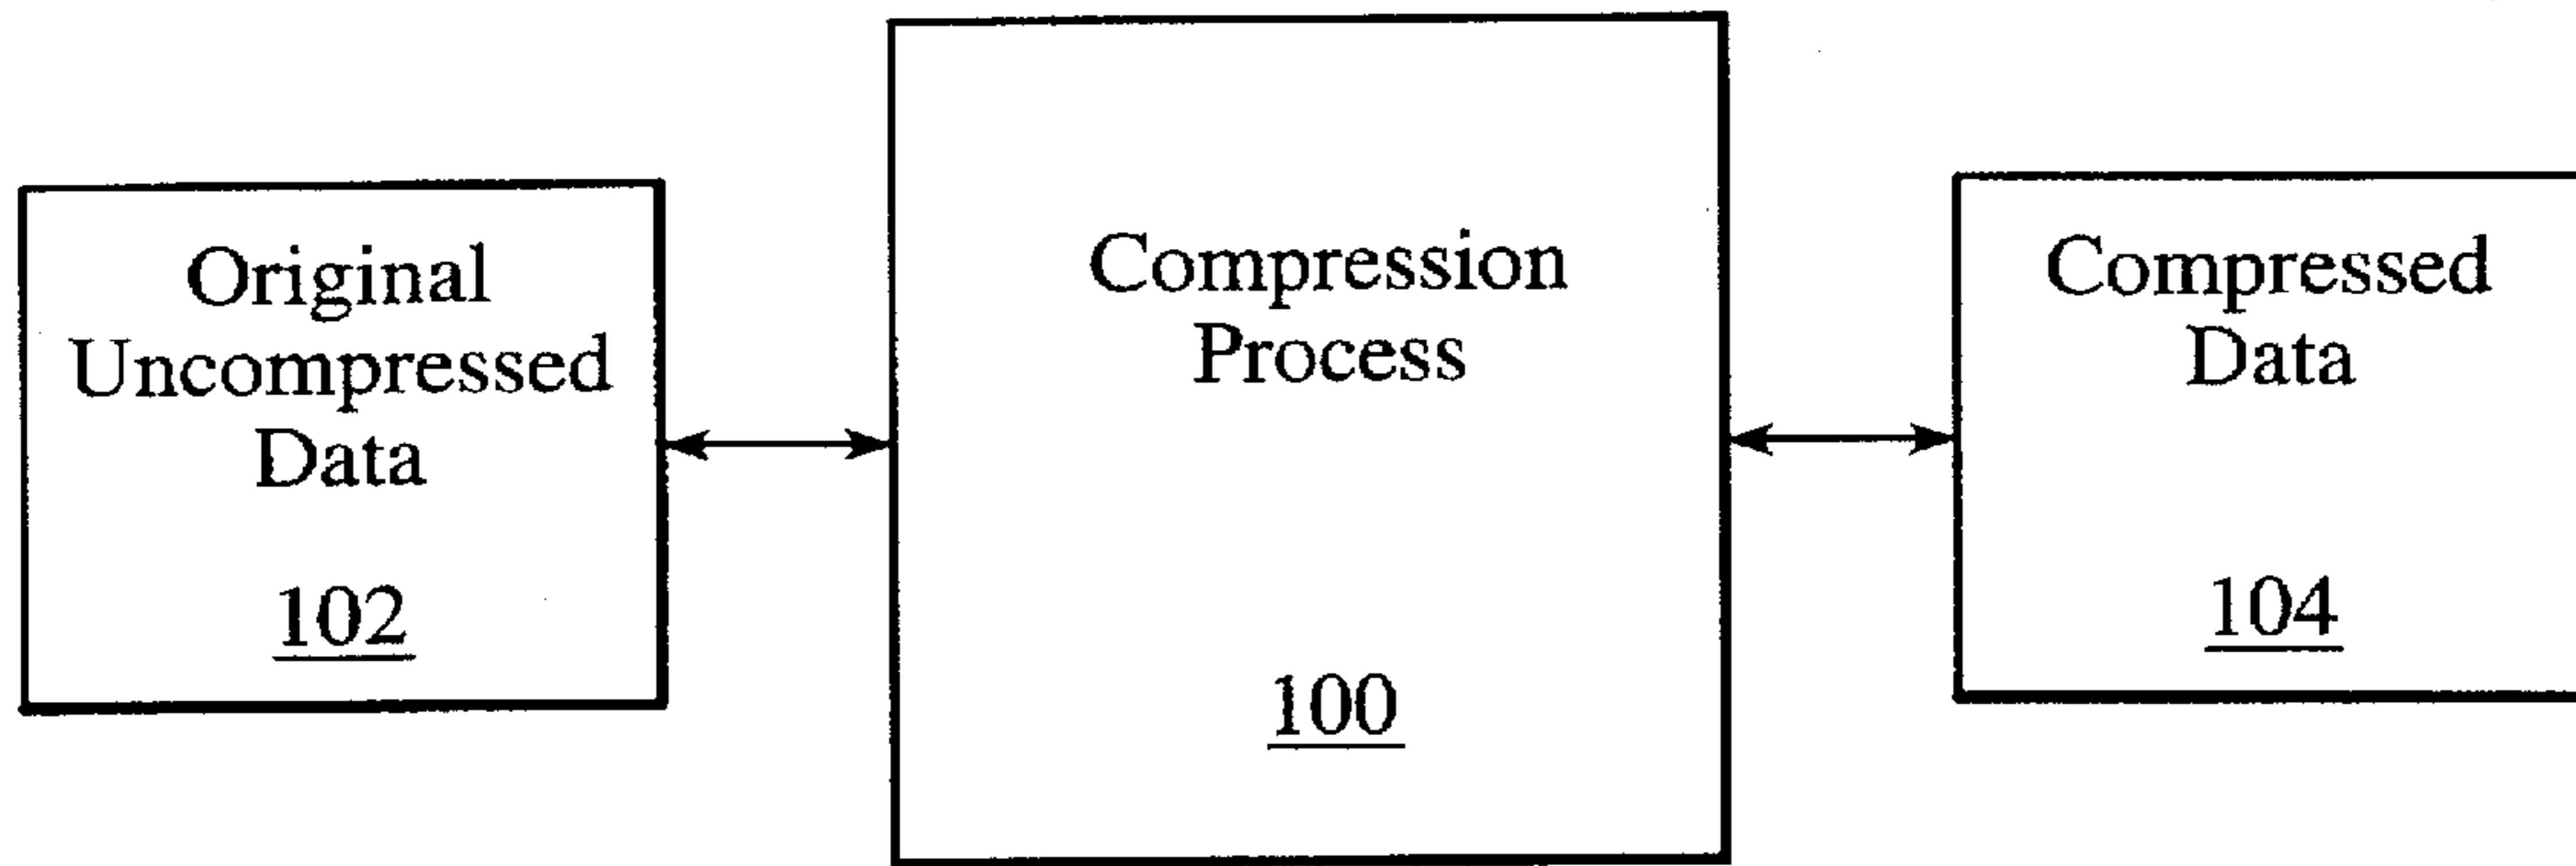 Original
Uncompressed
Data
102
Compression
Process
100
Compressed
Data
104